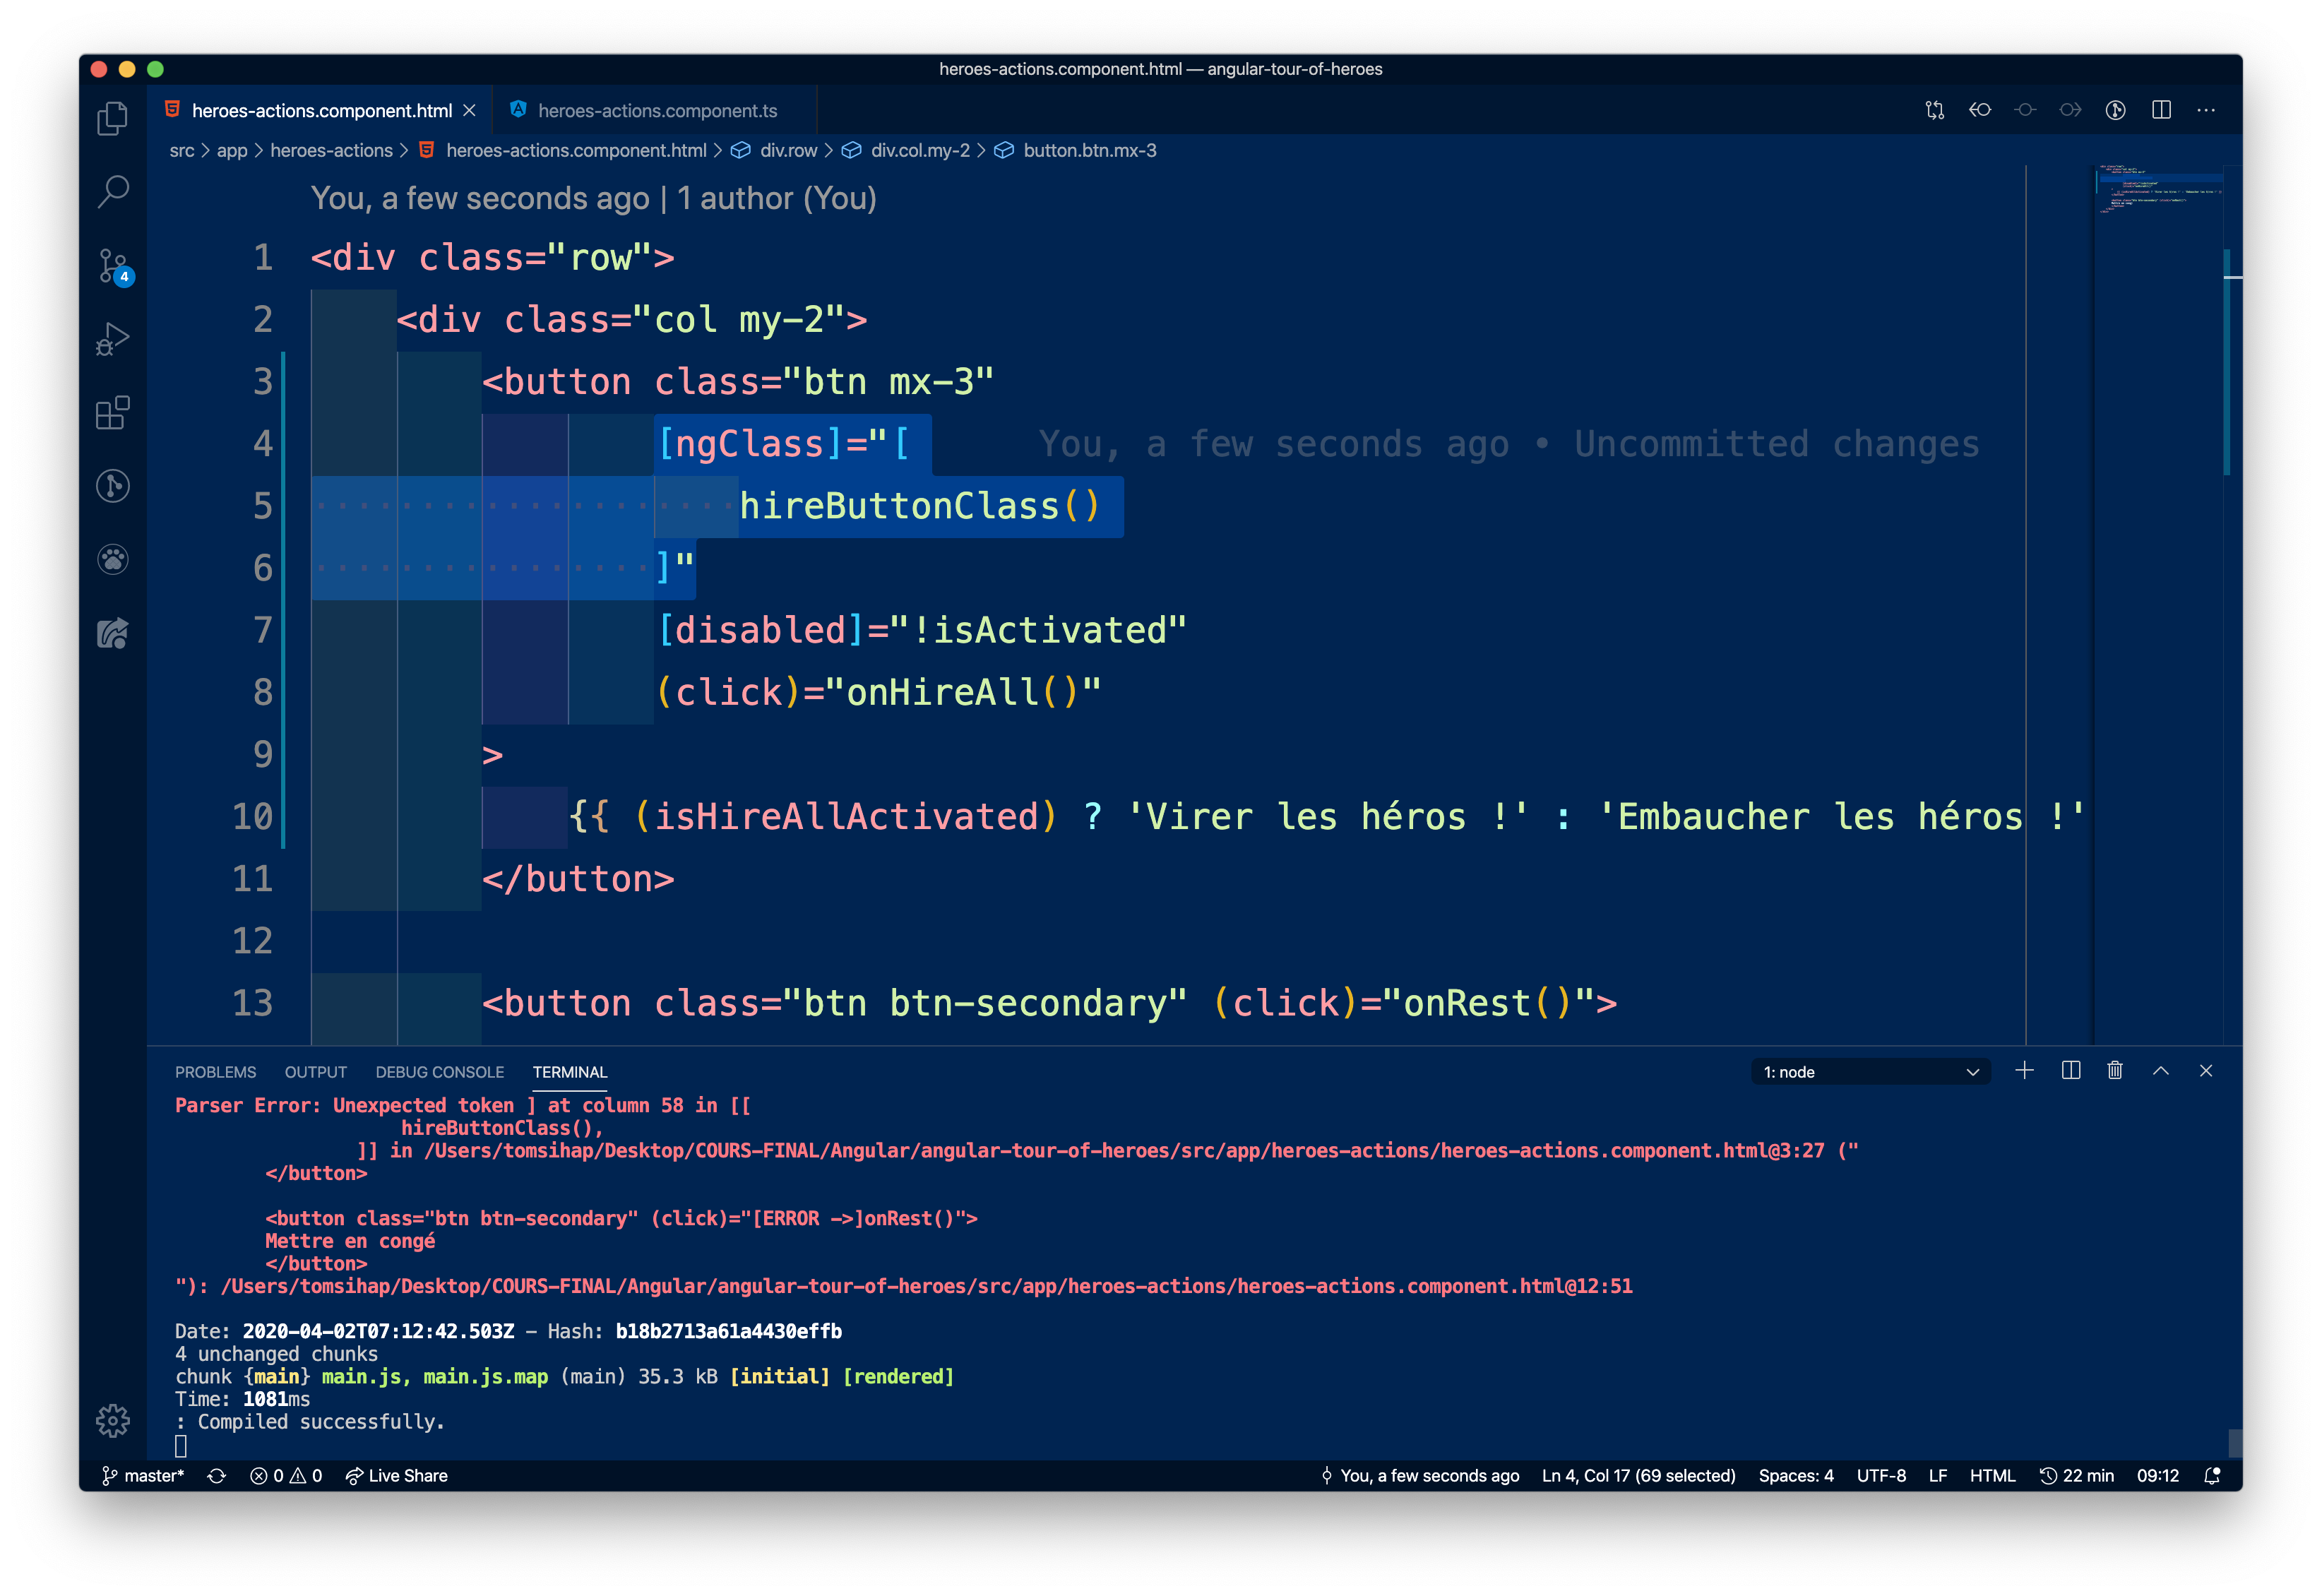 heroes-actions.component.html — angular-tour-of-heroes
heroes-actions.component.html
heroes-actions.component.ts
src > app > heroes-actions > heroes-actions.component.html > div.row > div.col.my-2 > button.btn.mx-3
You, a few seconds ago | 1 author (You)
1 <div class="row">
2 <div class="col my-2">
3 <button class="btn mx-3"
4 [ngClass]="[ You, a few seconds ago • Uncommitted changes
5 hireButtonClass()
6 ]"
7 [disabled]="!isActivated"
8 (click)="onHireAll()"
9 >
10 {{ (isHireAllActivated) ? 'Virer les héros !' : 'Embaucher les héros !'
11 </button>
12
13 <button class="btn btn-secondary" (click)="onRest()">
4
PROBLEMS OUTPUT DEBUG CONSOLE TERMINAL 1: node
Parser Error: Unexpected token ] at column 58 in [[
hireButtonClass(),
]] in /Users/tomsihap/Desktop/COURS-FINAL/Angular/angular-tour-of-heroes/src/app/heroes-actions/heroes-actions.component.html@3:27 ("
</button>
<button class="btn btn-secondary" (click)="[ERROR ->]onRest()">
Mettre en congé
</button>
"): /Users/tomsihap/Desktop/COURS-FINAL/Angular/angular-tour-of-heroes/src/app/heroes-actions/heroes-actions.component.html@12:51
Date: 2020-04-02T07:12:42.503Z - Hash: b18b2713a61a4430effb
4 unchanged chunks
chunk {main} main.js, main.js.map (main) 35.3 kB [initial] [rendered]
Time: 1081ms
: Compiled successfully.
master* 0 0 Live Share You, a few seconds ago Ln 4, Col 17 (69 selected) Spaces: 4 UTF-8 LF HTML 22 min 09:12